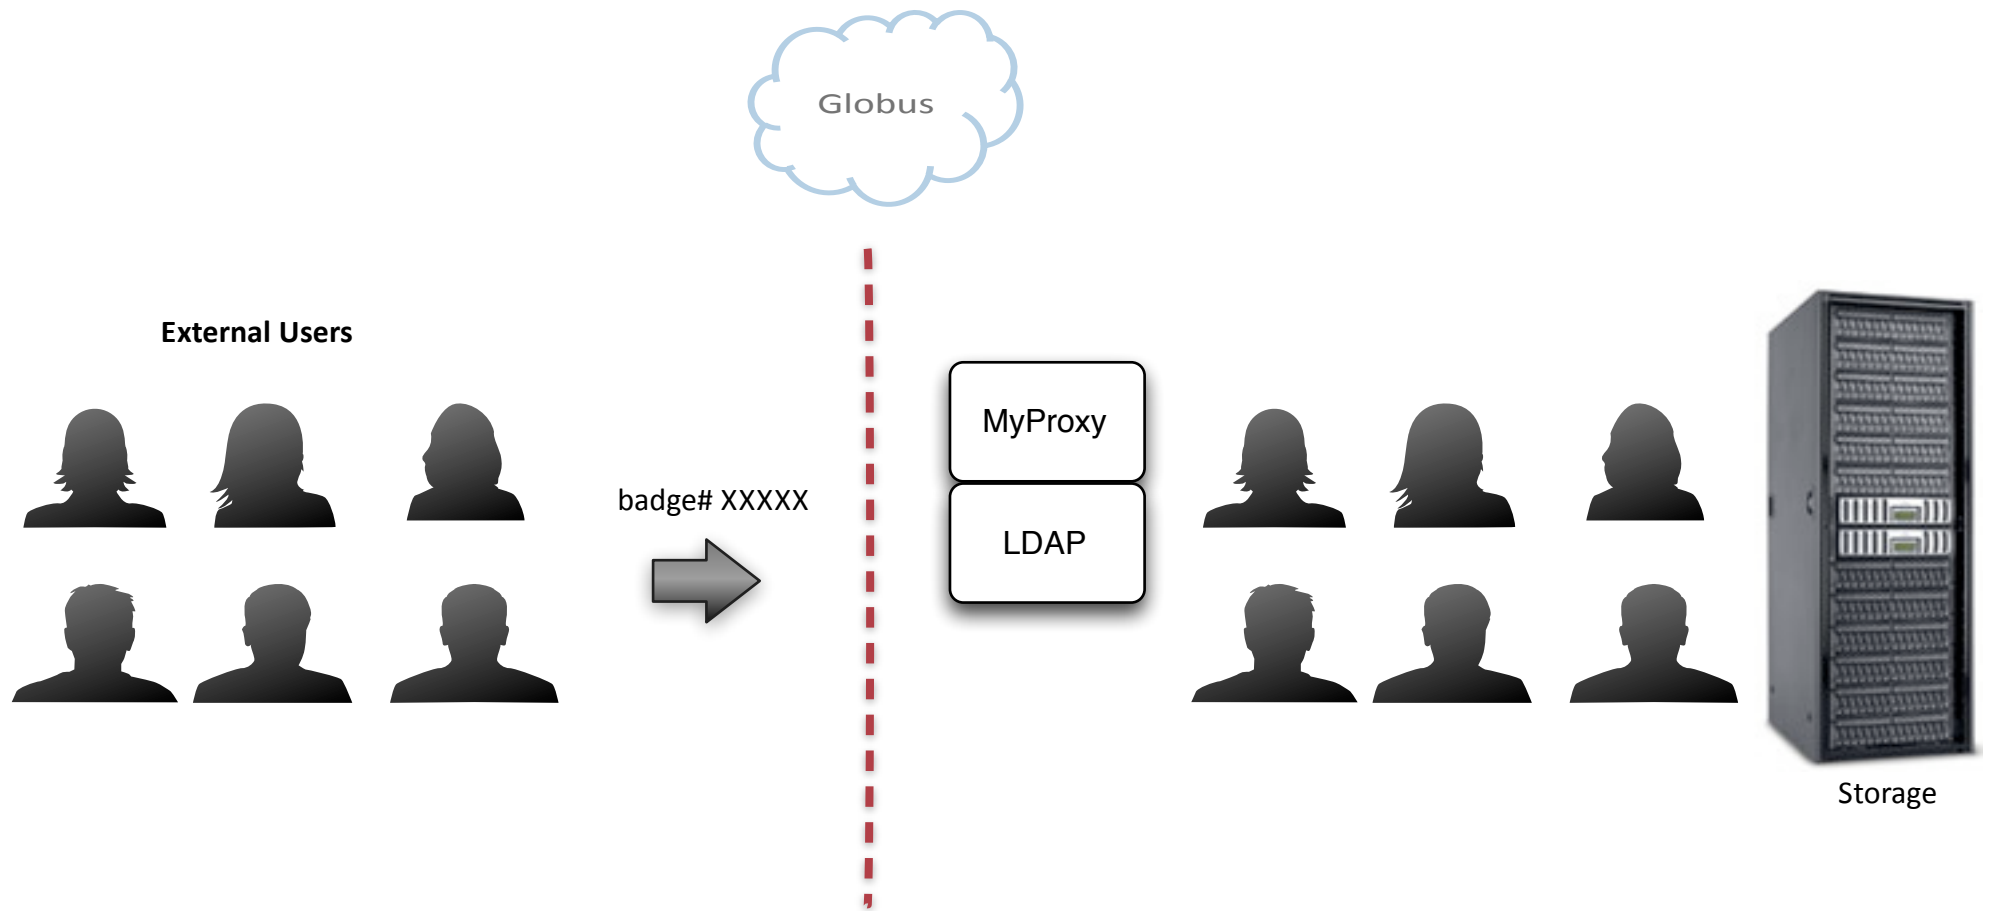 Globus
External Users
badge# XXXXX
MyProxy
LDAP
Storage